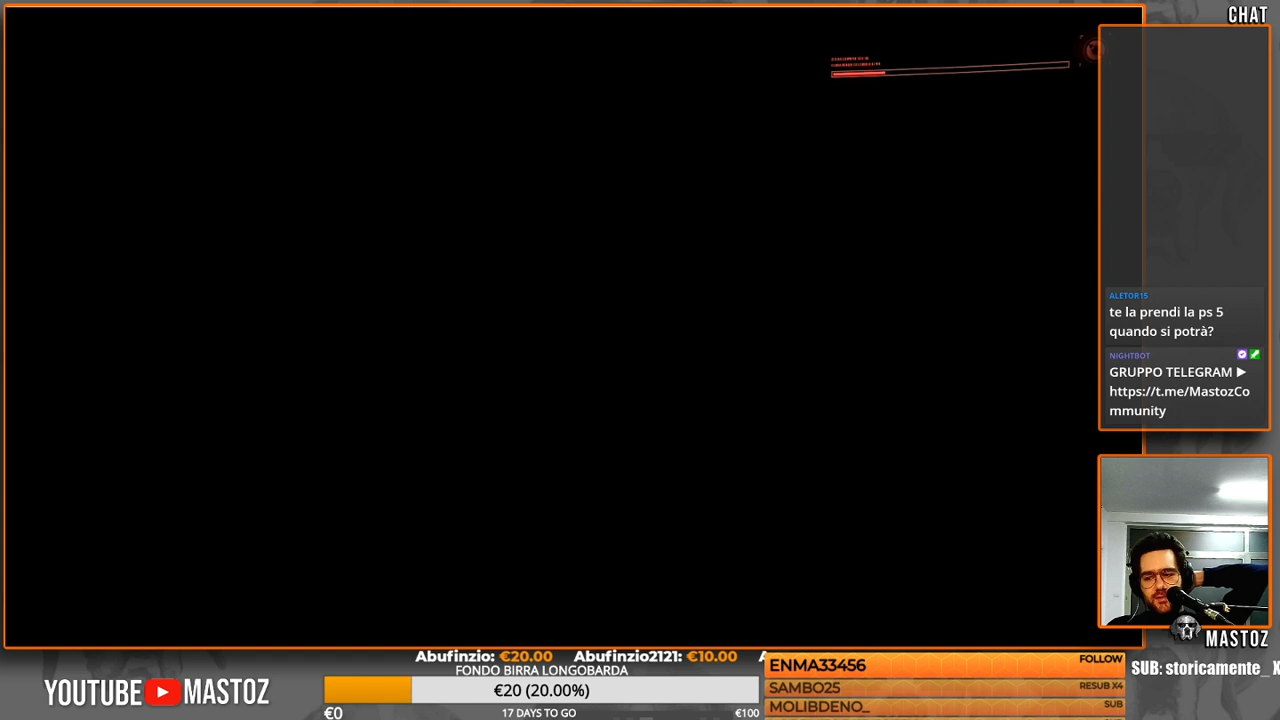 CHAT
ALETOR15
te la prendi la ps 5
quando si potrà?
NIGHTBOT
GRUPPO TELEGRAM ▶
https://t.me/MastozCo
mmunity
MASTOZ
Abufinzio: €20.00 Abufinzio2121: €10.00 A
FONDO BIRRA LONGOBARDA
€20 (20.00%)
€0 17 DAYS TO GO €100
YOUTUBE MASTOZ
ENMA33456 FOLLOW
SAMBO25 RESUB X4
MOLIBDENO_ SUB
SUB: storicamente_ X